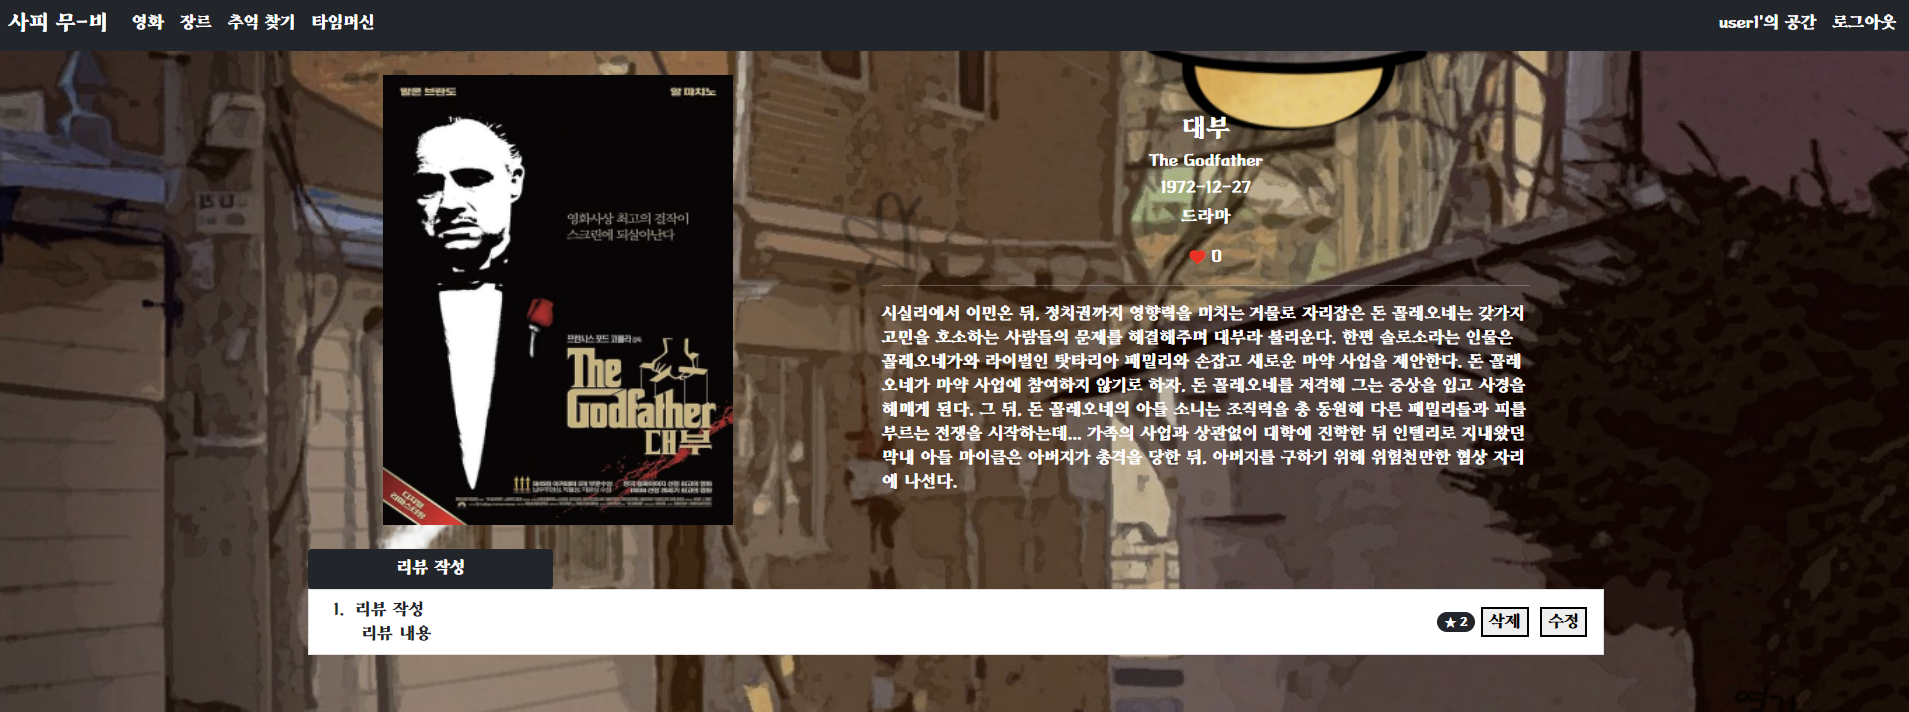 사피 무-비 영화 장르 추억 찾기 타임머신 user1'의 공간 로그아웃
말론 브란도 알 파치노
영화사상 최고의 걸작이
스크린에 되살아난다
프란시스 포드 코폴라 감독
The
Godfather
대부
디지털
리마스터링
대부
The Godfather
1972-12-27
드라마
0
시실리에서 이민온 뒤, 정치권까지 영향력을 미치는 거물로 자리잡은 돈 꼴레오네는 갖가지
고민을 호소하는 사람들의 문제를 해결해주며 대부라 불리운다. 한편 솔로소라는 인물은
꼴레오네가와 라이벌인 탓타리아 패밀리와 손잡고 새로운 마약 사업을 제안한다. 돈 꼴레
오네가 마약 사업에 참여하지 않기로 하자, 돈 꼴레오네를 저격해 그는 중상을 입고 사경을
헤매게 된다. 그 뒤, 돈 꼴레오네의 아들 소니는 조직력을 총 동원해 다른 패밀리들과 피를
부르는 전쟁을 시작하는데... 가족의 사업과 상관없이 대학에 진학한 뒤 인텔리로 지내왔던
막내 아들 마이클은 아버지가 총격을 당한 뒤, 아버지를 구하기 위해 위험천만한 협상 자리
에 나선다.
리뷰 작성
1. 리뷰 작성
리뷰 내용
★ 2 삭제 수정